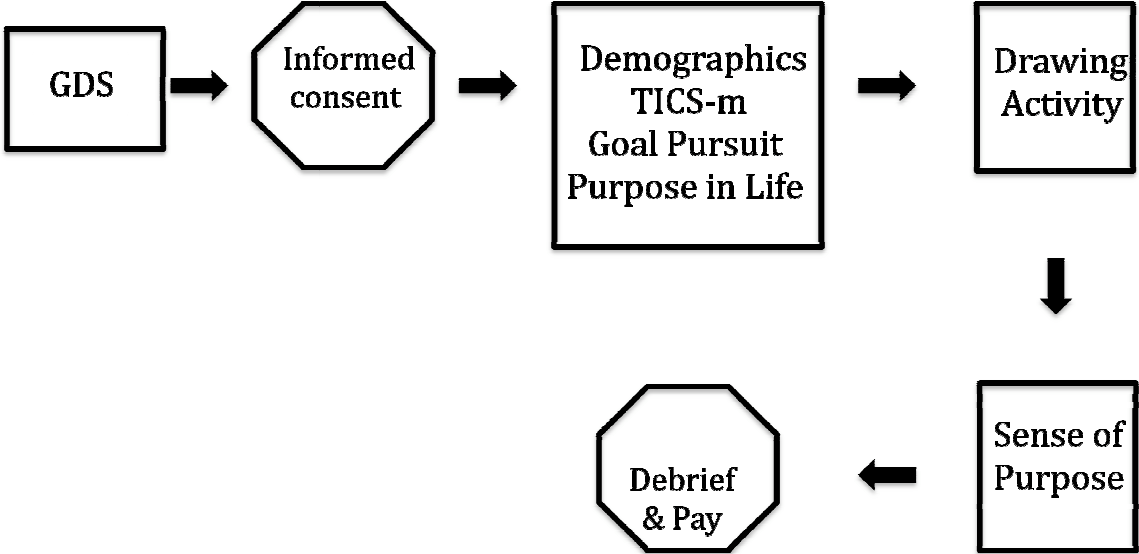 GDS
Informed
consent
Demographics
TICS-m
Goal Pursuit
Purpose in Life
Drawing
Activity
Sense of
Purpose
Debrief
& Pay